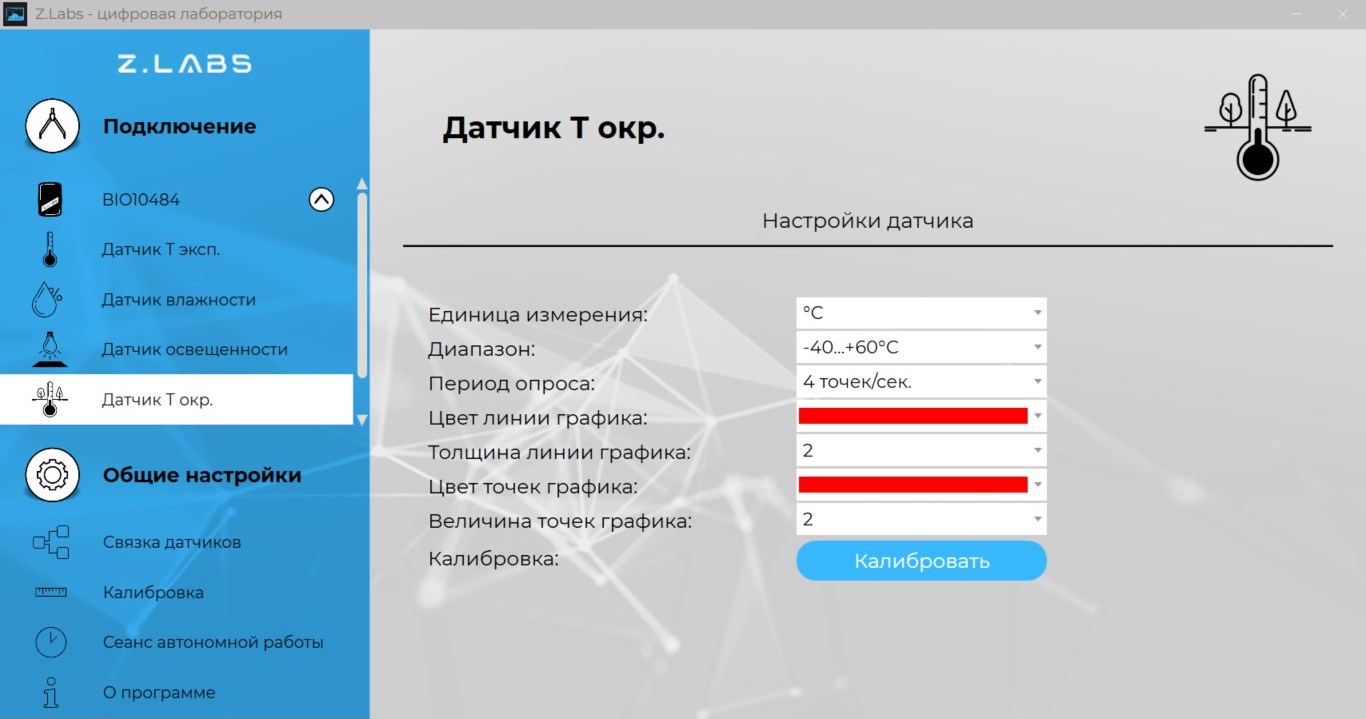 Z.Labs - цифровая лаборатория
Z.LABS
Подключение
BIO10484
Датчик Т эксп.
Датчик влажности
Датчик освещенности
Датчик Т окр.
Общие настройки
Связка датчиков
Калибровка
Сеанс автономной работы
О программе
Датчик Т окр.
Настройки датчика
Единица измерения: °C
Диапазон: -40...+60°C
Период опроса: 4 точек/сек.
Цвет линии графика:
Толщина линии графика: 2
Цвет точек графика:
Величина точек графика: 2
Калибровка: Калибровать